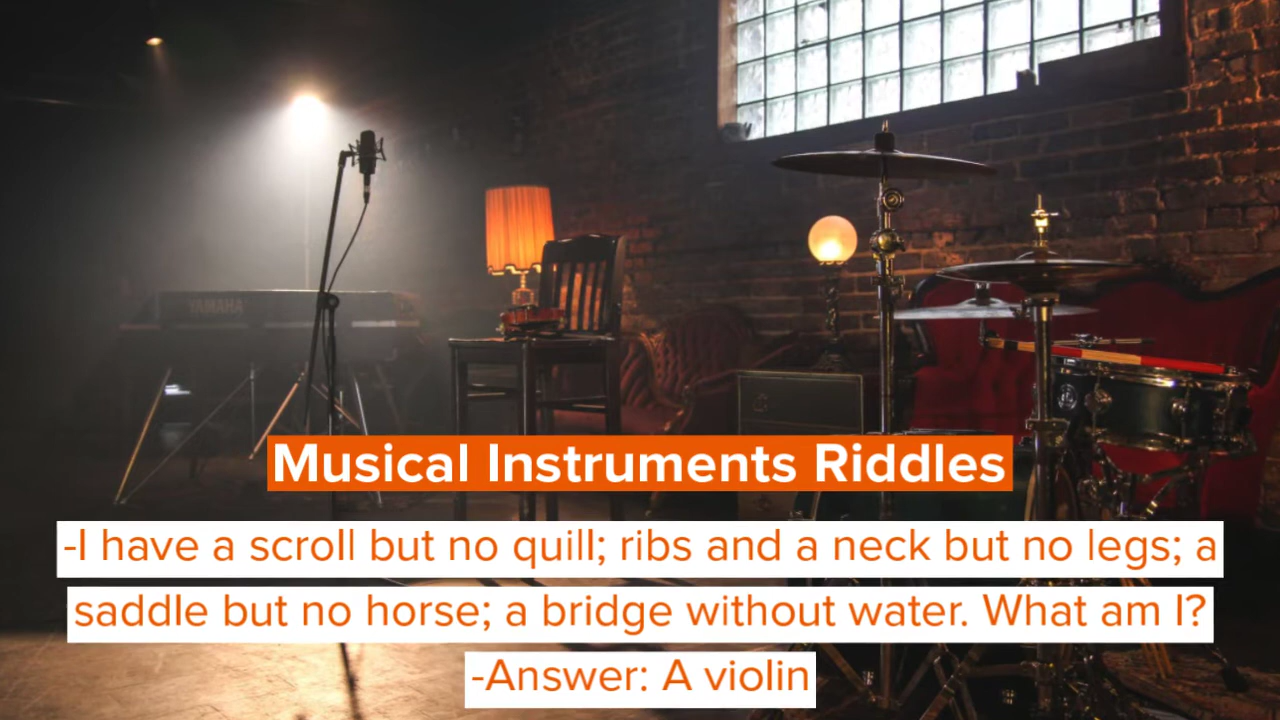 YAMAHA
Musical Instruments Riddles
-I have a scroll but no quill; ribs and a neck but no legs; a
saddle but no horse; a bridge without water. What am I?
-Answer: A violin